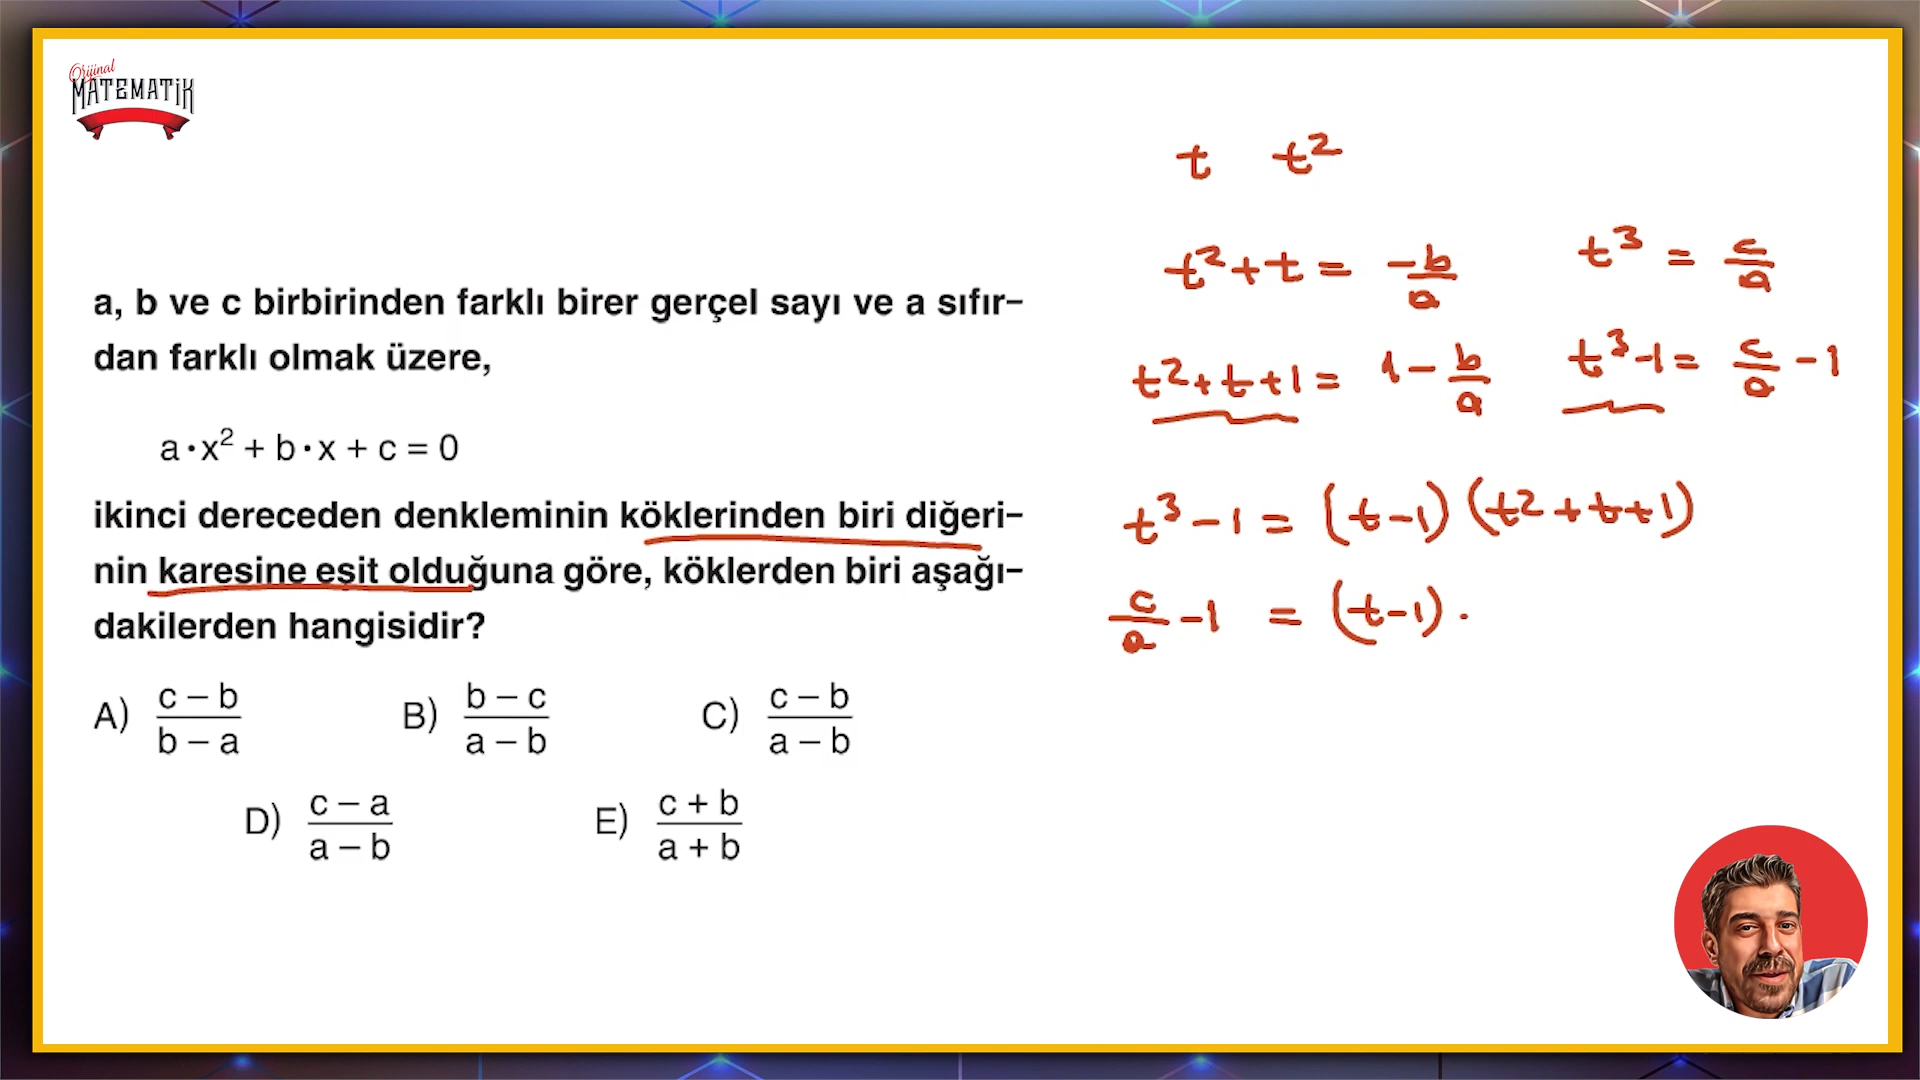 Orijinal
MATEMATİK
a, b ve c birbirinden farklı birer gerçel sayı ve a sıfır-
dan farklı olmak üzere,
a·x² + b·x + c = 0
ikinci dereceden denkleminin köklerinden biri diğeri-
nin karesine eşit olduğuna göre, köklerden biri aşağı-
dakilerden hangisidir?
A) (c – b)/(b – a) B) (b – c)/(a – b) C) (c – b)/(a – b)
D) (c – a)/(a – b) E) (c + b)/(a + b)
t t²
t² + t = -b/a t³ = c/a
t² + t + 1 = 1 - b/a t³ - 1 = c/a - 1
t³ - 1 = (t - 1) (t² + t + 1)
c/a - 1 = (t - 1) ·